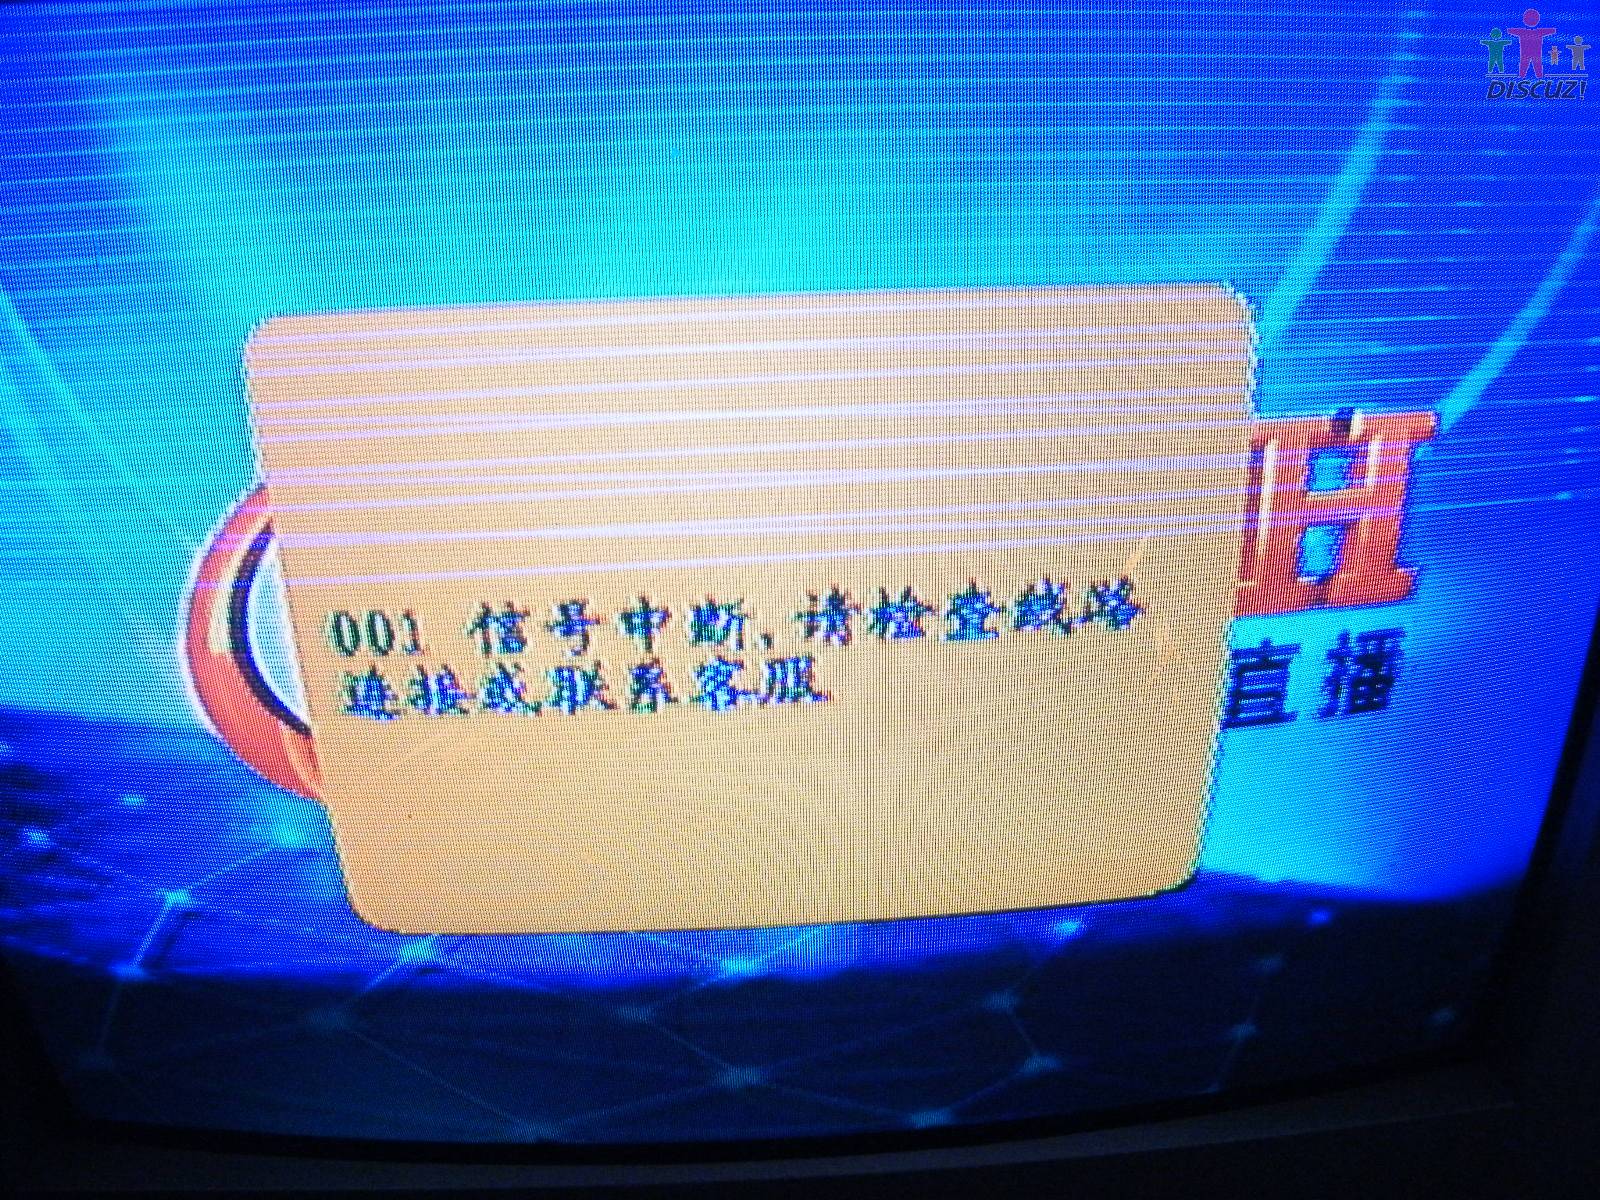 DISCUZ!
001 信号中断,请检查线路
连接或联系客服
直播